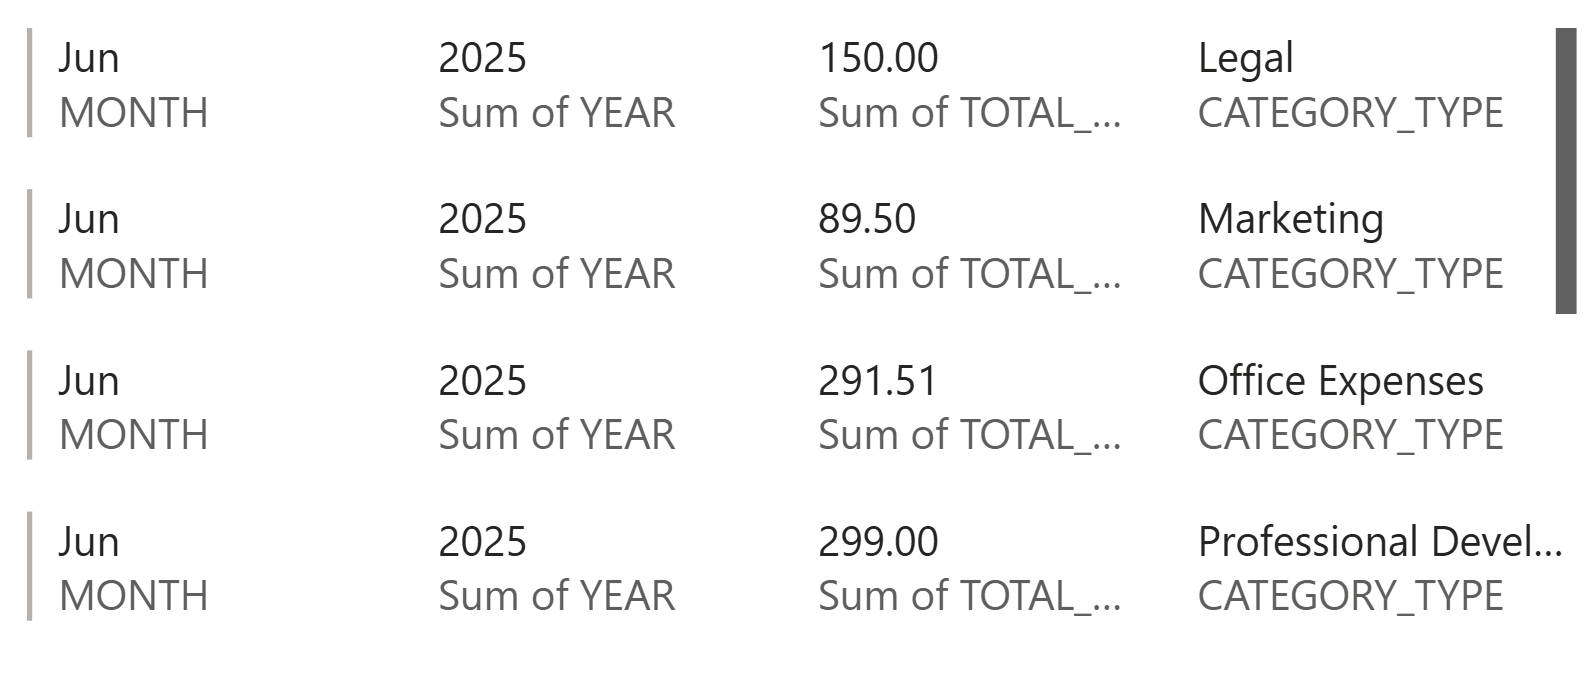 Jun 2025 150.00 Legal
MONTH Sum of YEAR Sum of TOTAL_... CATEGORY_TYPE
Jun 2025 89.50 Marketing
MONTH Sum of YEAR Sum of TOTAL_... CATEGORY_TYPE
Jun 2025 291.51 Office Expenses
MONTH Sum of YEAR Sum of TOTAL_... CATEGORY_TYPE
Jun 2025 299.00 Professional Devel...
MONTH Sum of YEAR Sum of TOTAL_... CATEGORY_TYPE